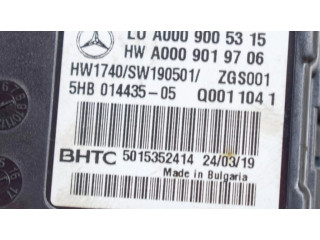 LU A000 900 53 15
HW A000 901 97 06
HW1740/SW190501/ ZGS001
5HB 014435-05 Q001 104 1
BHTC 5015352414 24/03/19
Made in Bulgaria